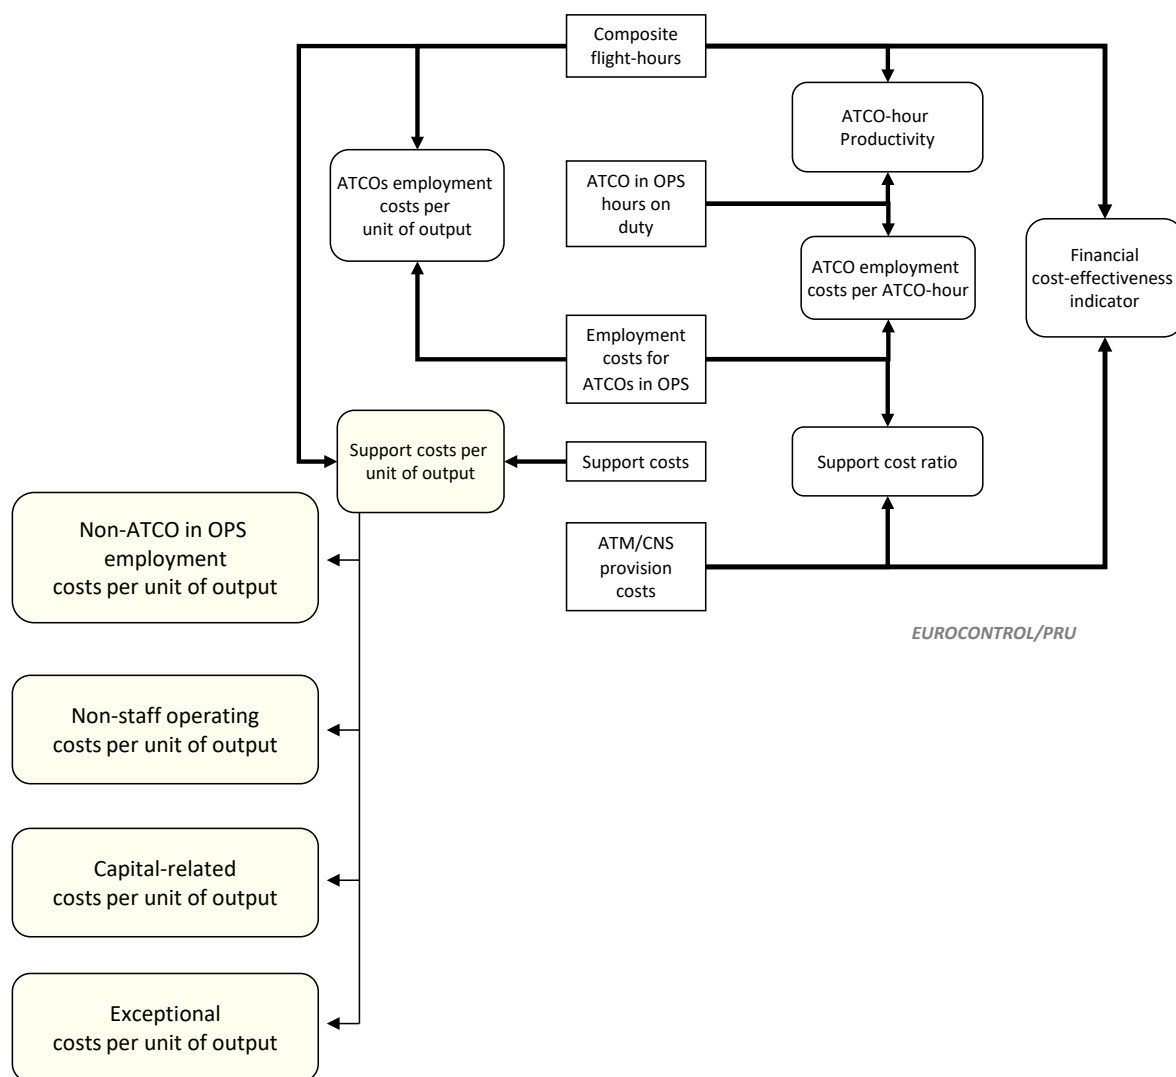 Composite
flight-hours
ATCO-hour
Productivity
ATCOs employment
costs per
unit of output
ATCO in OPS
hours on
duty
Financial
cost-effectiveness
indicator
ATCO employment
costs per ATCO-hour
Employment
costs for
ATCOs in OPS
Support costs per
unit of output
Support costs
Support cost ratio
Non-ATCO in OPS
employment
costs per unit of output
ATM/CNS
provision
costs
EUROCONTROL/PRU
Non-staff operating
costs per unit of output
Capital-related
costs per unit of output
Exceptional
costs per unit of output